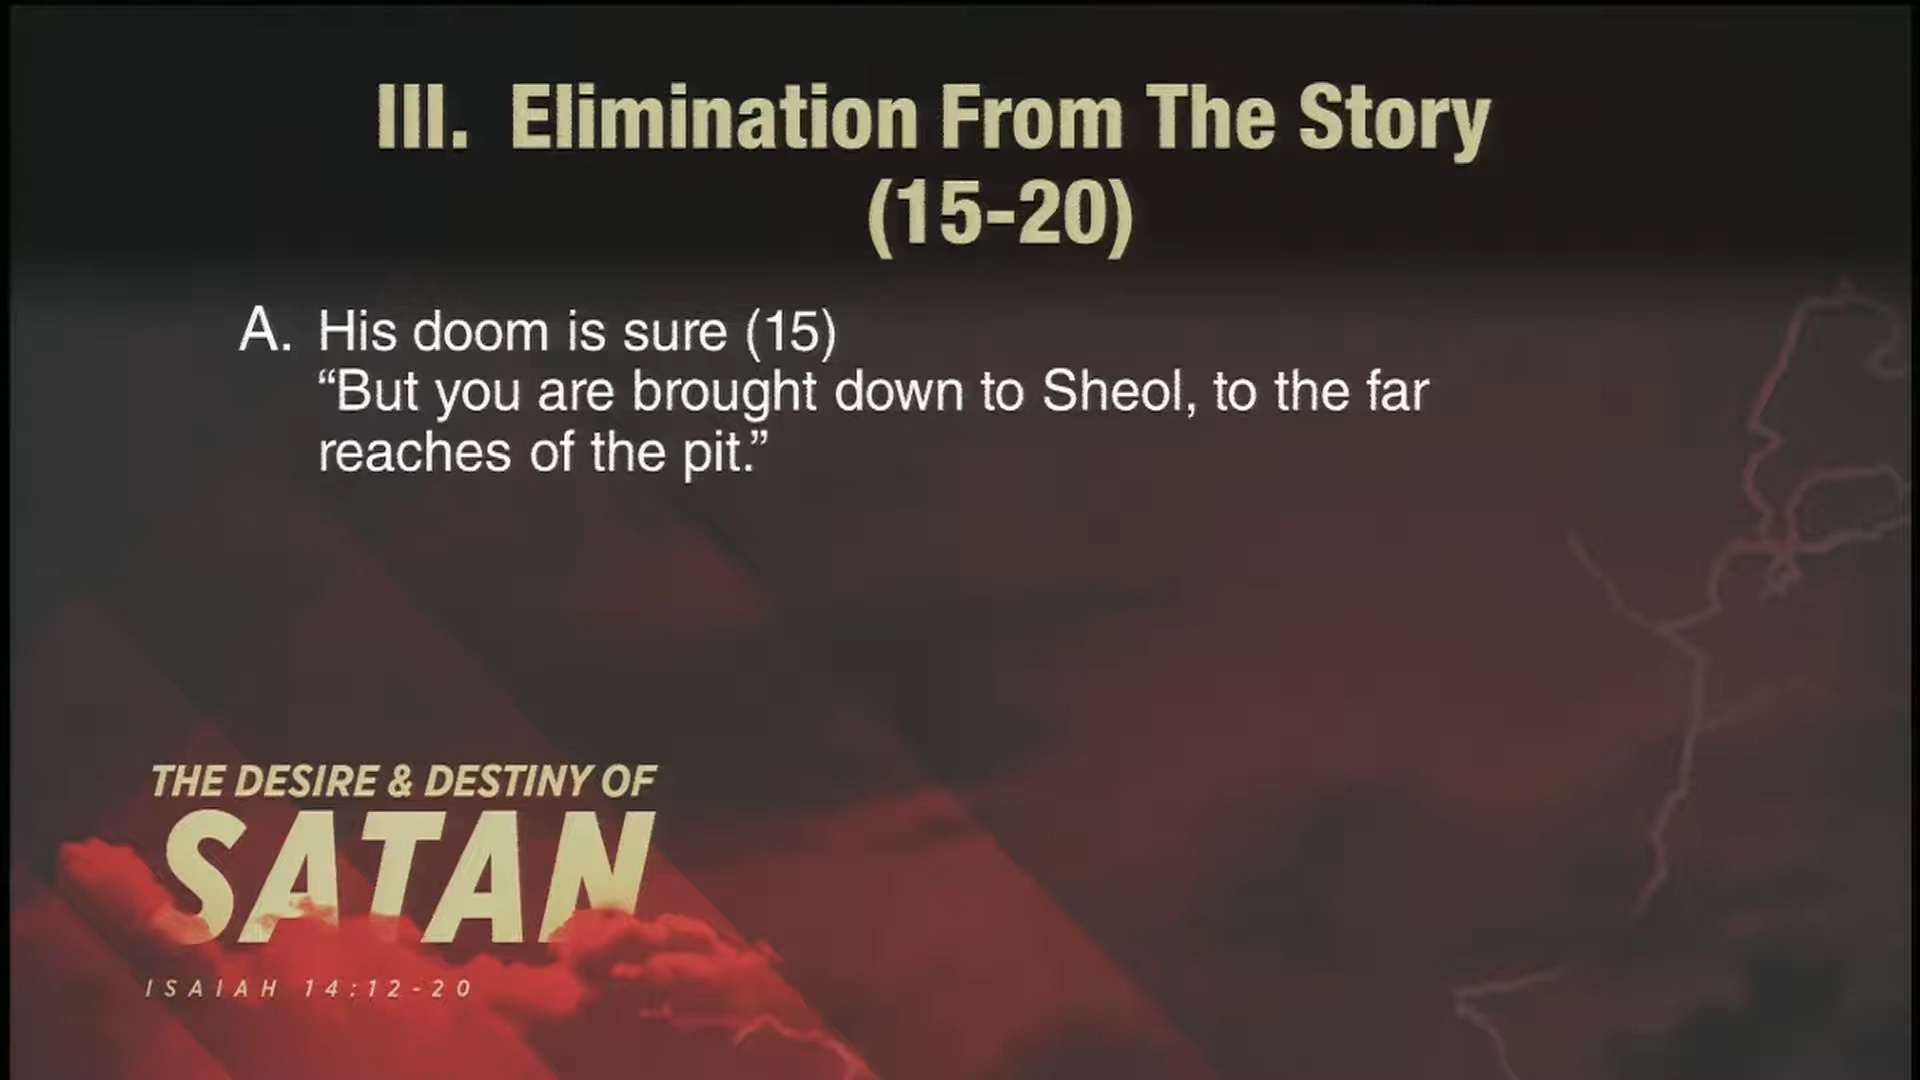 III. Elimination From The Story
(15-20)
A. His doom is sure (15)
“But you are brought down to Sheol, to the far
reaches of the pit.”
THE DESIRE & DESTINY OF
SATAN
ISAIAH 14:12-20